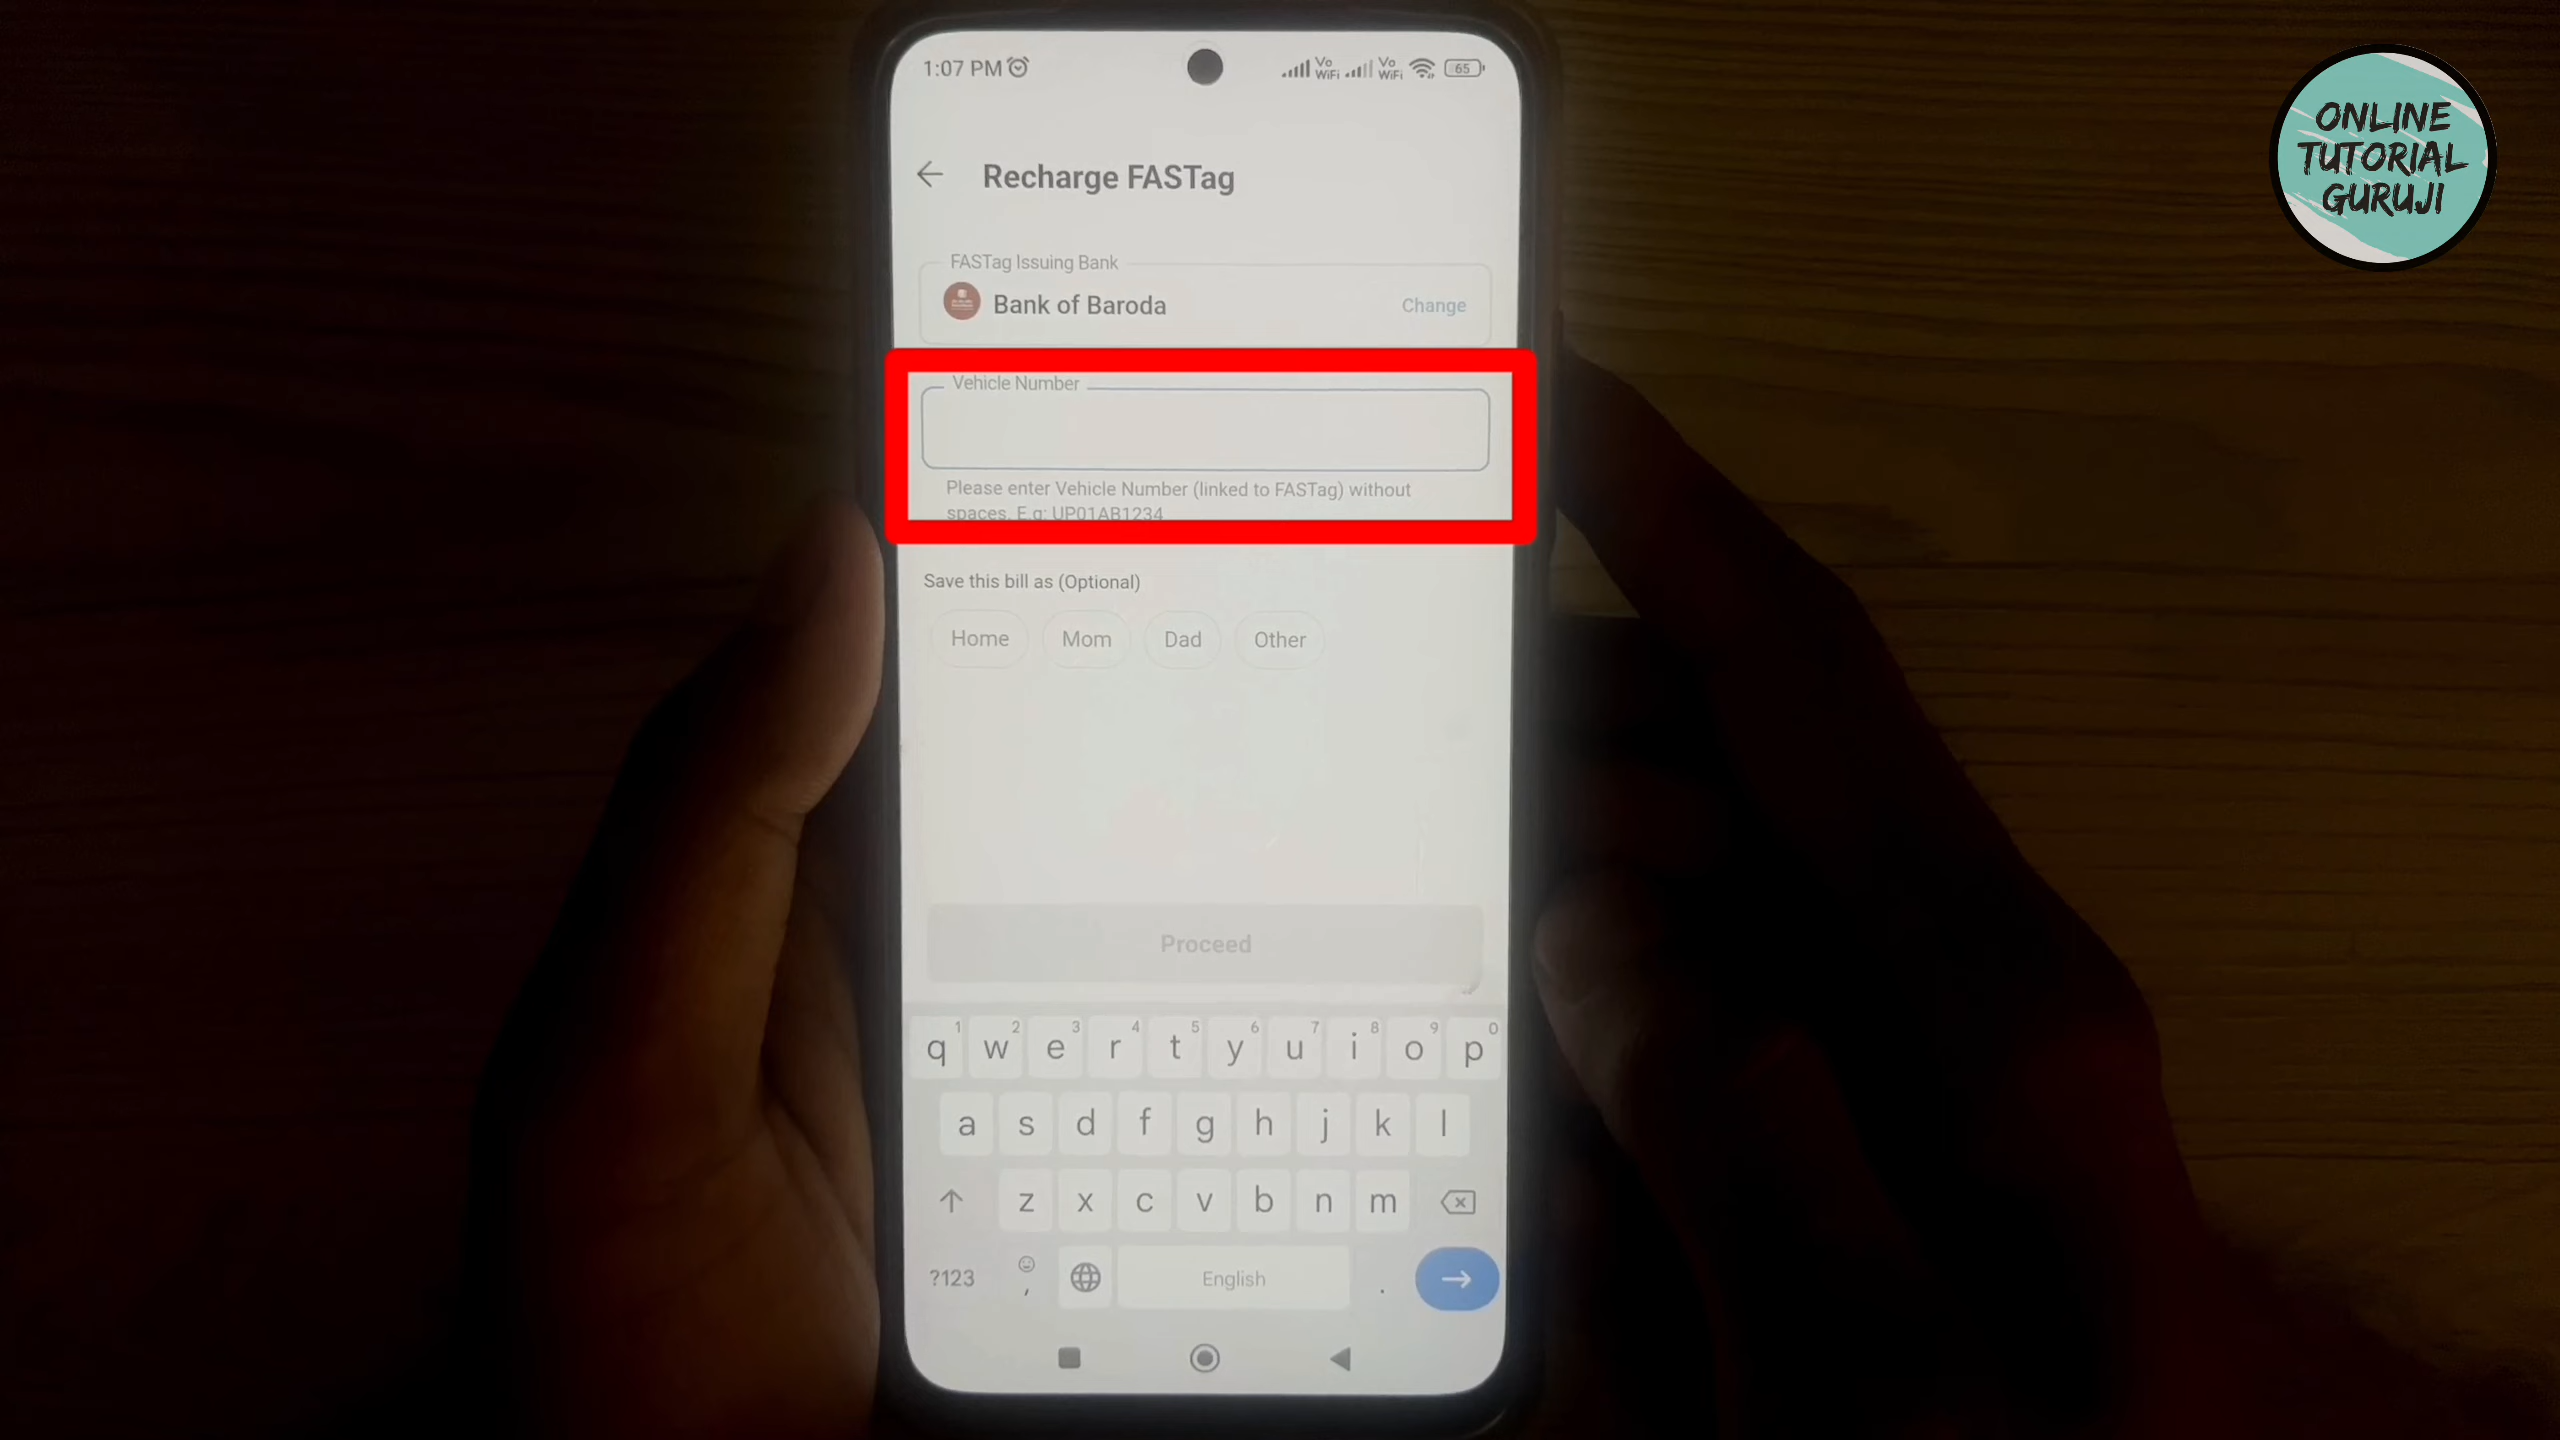 1:07 PM
Vo WiFi Vo WiFi 65
ONLINE
TUTORIAL
GURUJI
Recharge FASTag
FASTag Issuing Bank
Bank of Baroda Change
Vehicle Number
Please enter Vehicle Number (linked to FASTag) without
spaces. E.g: UP01AB1234
Save this bill as (Optional)
Home Mom Dad Other
Proceed
1 2 3 4 5 6 7 8 9 0
q w e r t y u i o p
a s d f g h j k l
z x c v b n m
?123 , English .